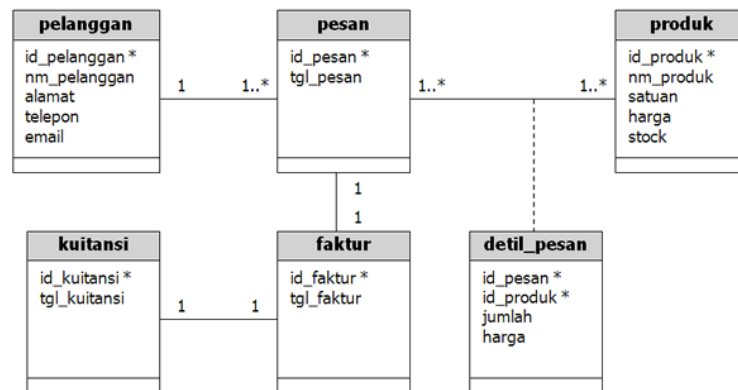 pelanggan
id_pelanggan *
nm_pelanggan
alamat
telepon
email
1
1..*
pesan
id_pesan *
tgl_pesan
1..*
1..*
produk
id_produk *
nm_produk
satuan
harga
stock
1
1
kuitansi
id_kuitansi *
tgl_kuitansi
1
1
faktur
id_faktur *
tgl_faktur
detil_pesan
id_pesan *
id_produk *
jumlah
harga